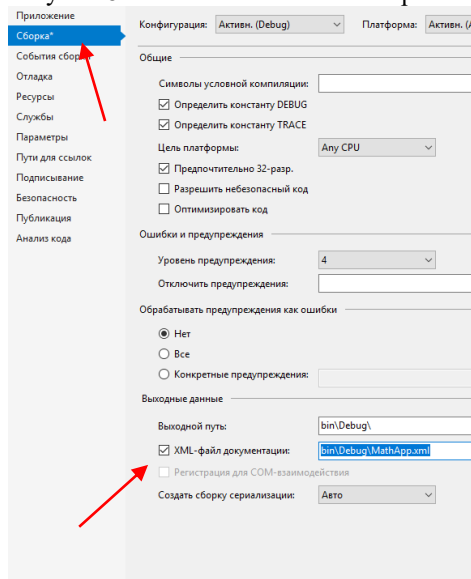 Приложение
Сборка*
События сбор
Отладка
Ресурсы
Службы
Параметры
Пути для ссылок
Подписывание
Безопасность
Публикация
Анализ кода
Конфигурация: Активн. (Debug) Платформа: Активн. (
Общие
Символы условной компиляции:
Определить константу DEBUG
Определить константу TRACE
Цель платформы: Any CPU
Предпочтительно 32-разр.
Разрешить небезопасный код
Оптимизировать код
Ошибки и предупреждения
Уровень предупреждения: 4
Отключить предупреждения:
Обрабатывать предупреждения как ошибки
Нет
Все
Конкретные предупреждения:
Выходные данные
Выходной путь: bin\Debug\
XML-файл документации: bin\Debug\MathApp.xml
Регистрация для COM-взаимодействия
Создать сборку сериализации: Авто